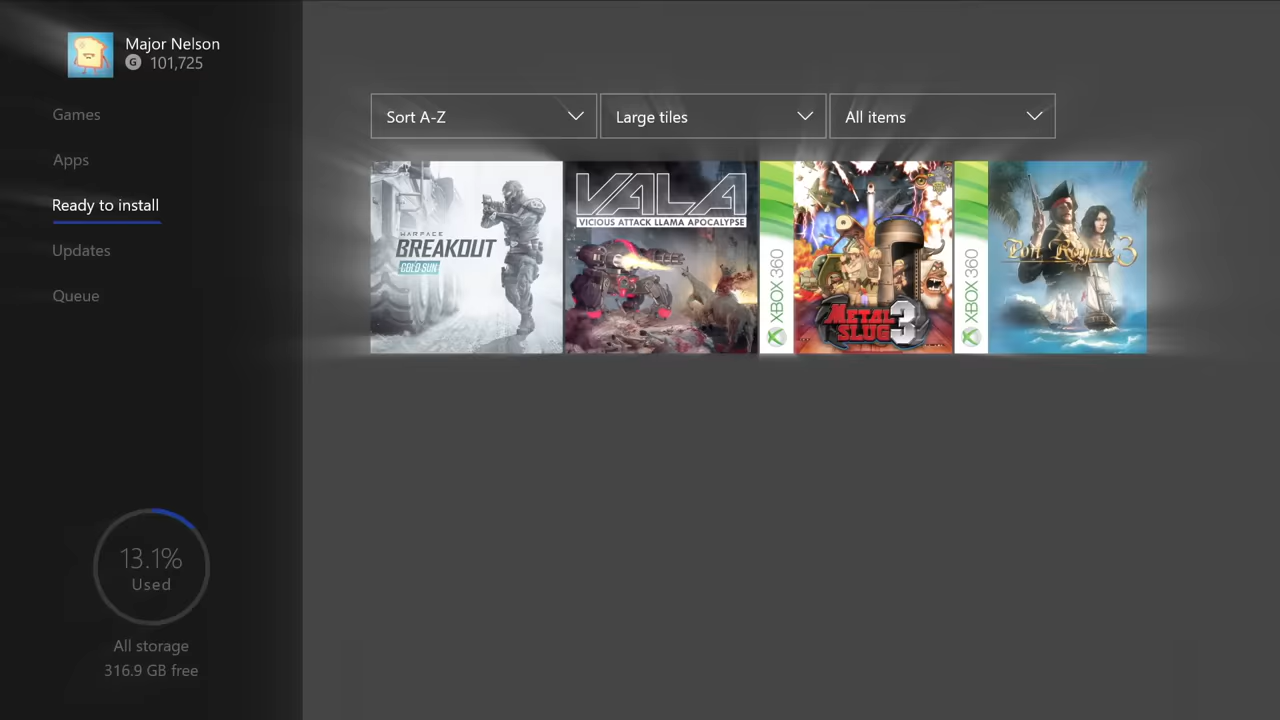 Major Nelson
G 101,725
Games
Apps
Ready to install
Updates
Queue
13.1%
Used
All storage
316.9 GB free
Sort A-Z
Large tiles
All items
WARFACE
BREAKOUT
COLD SUN
VALA
VICIOUS ATTACK LLAMA APOCALYPSE
XBOX 360
METAL
SLUG 3
XBOX 360
Port Royale 3